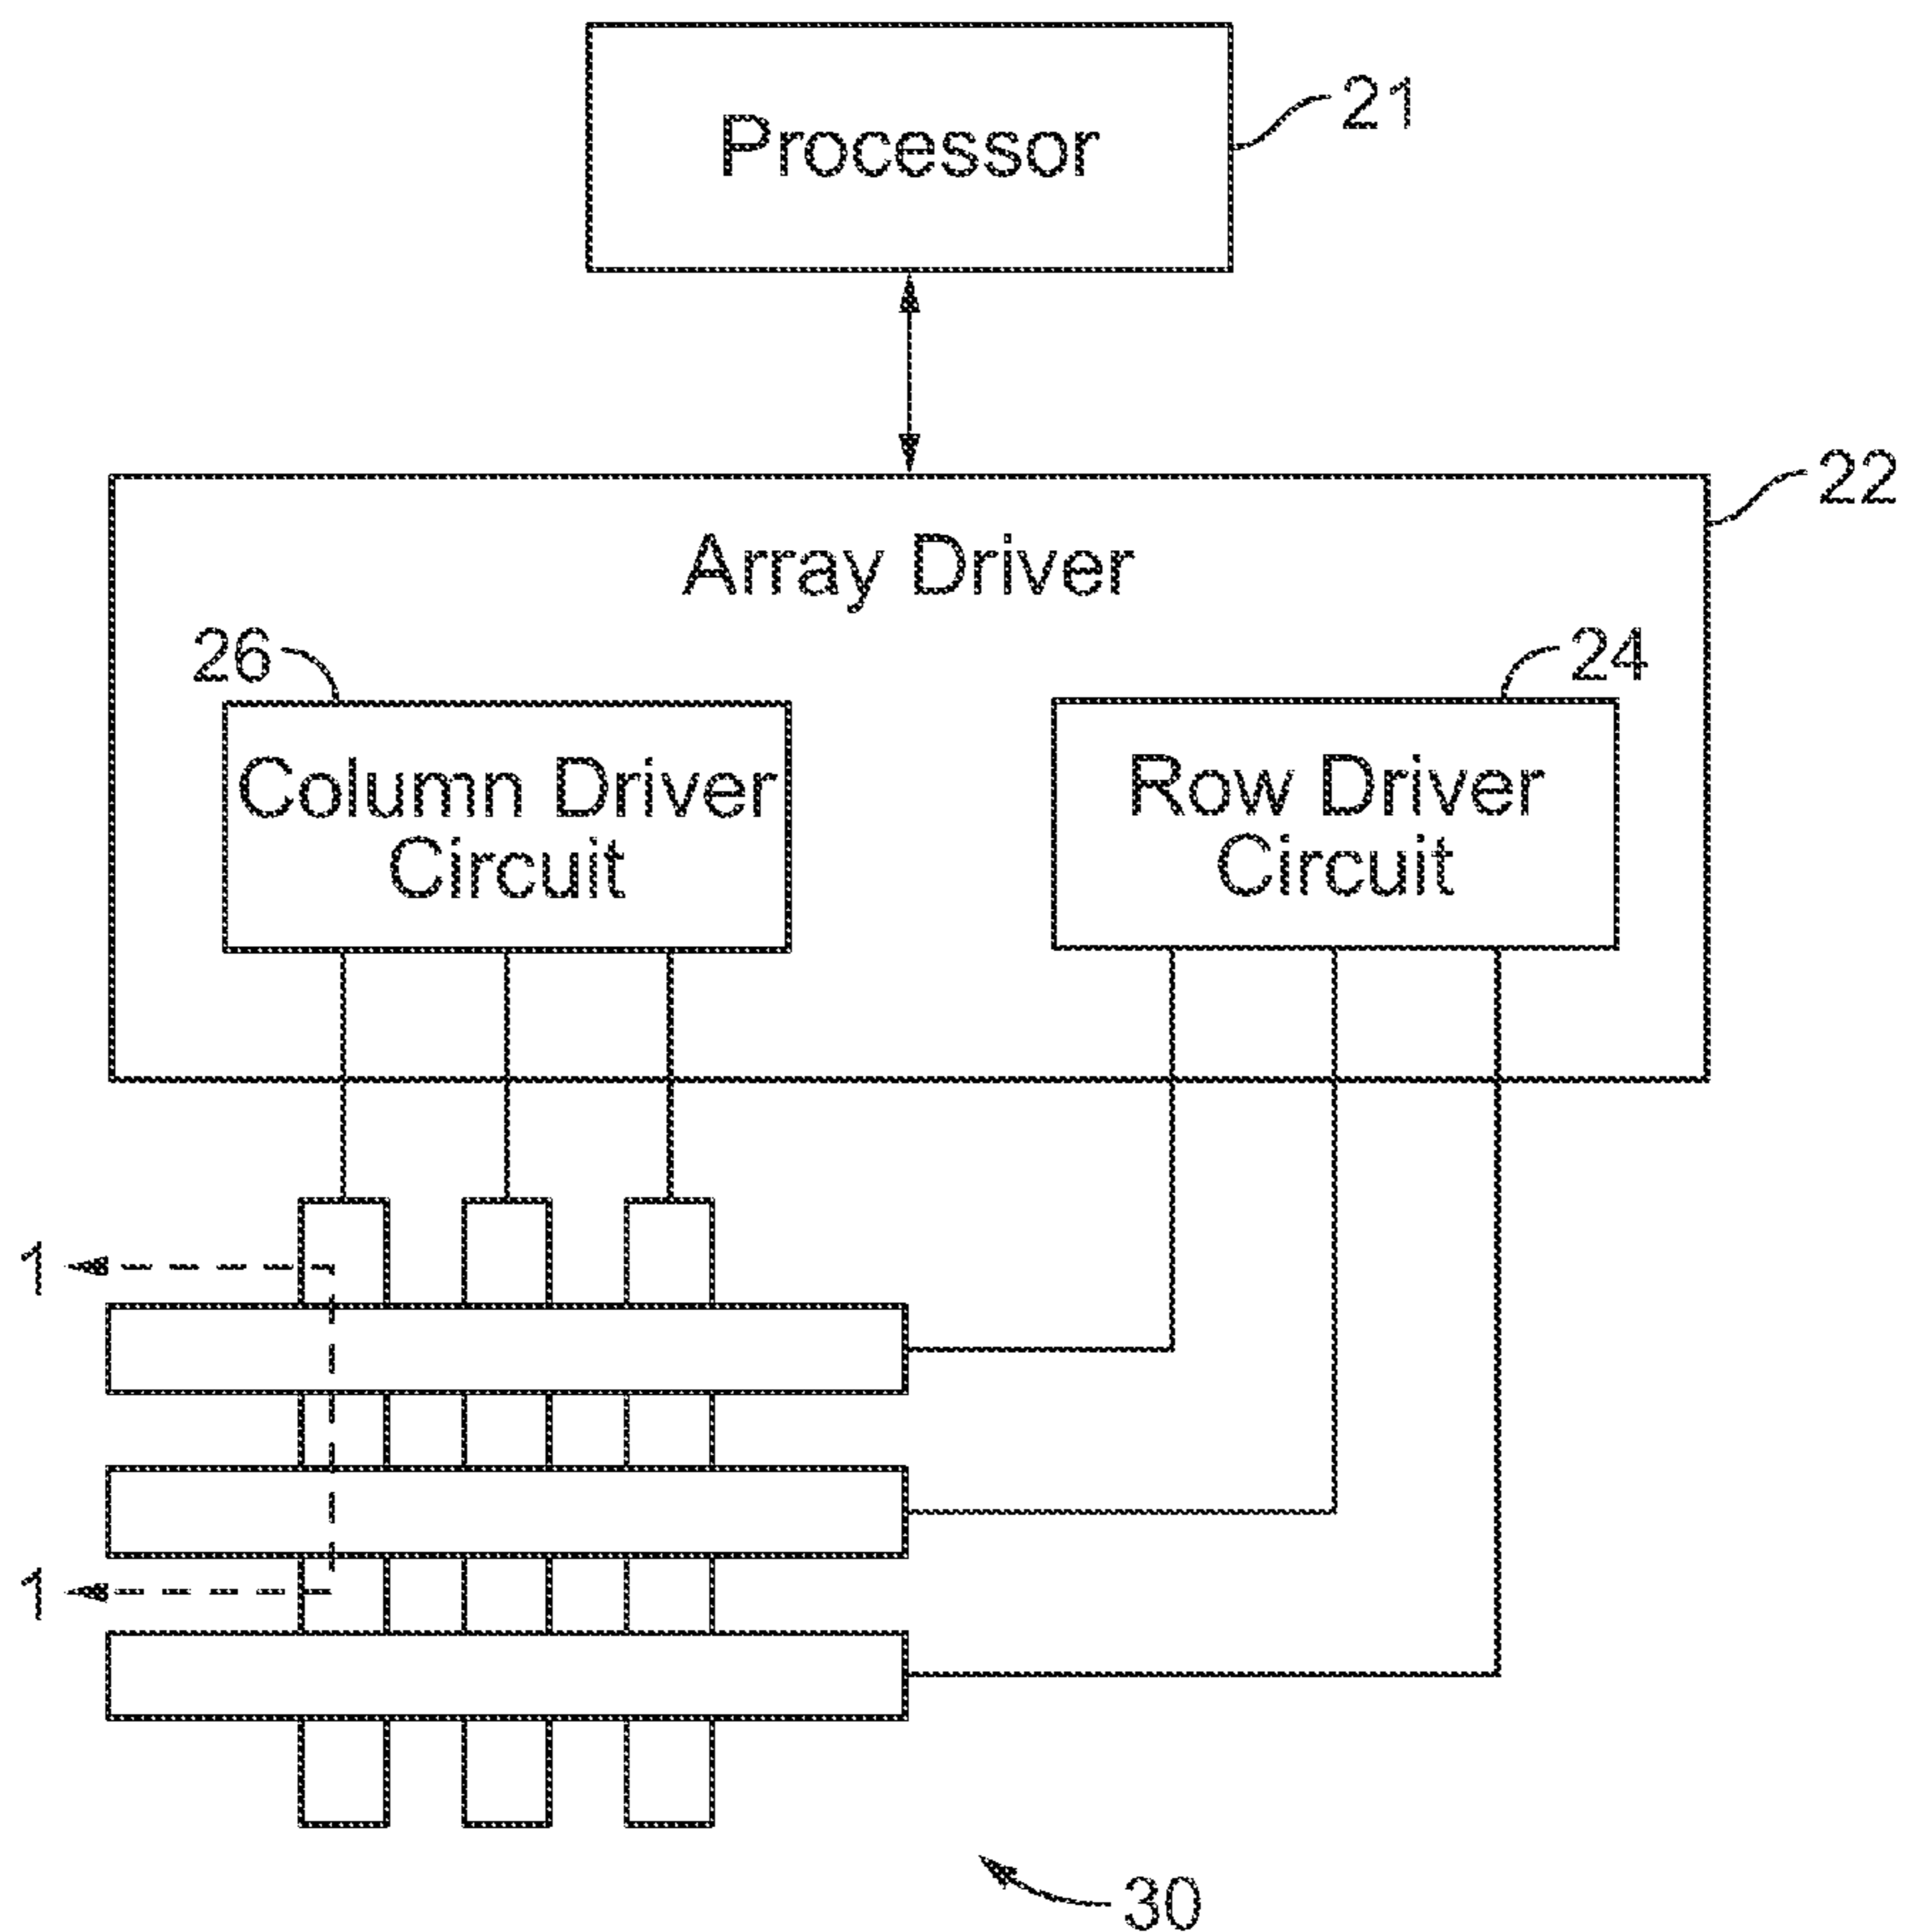 Processor
21
22
Array Driver
26
24
Column Driver
Circuit
Row Driver
Circuit
1
1
30